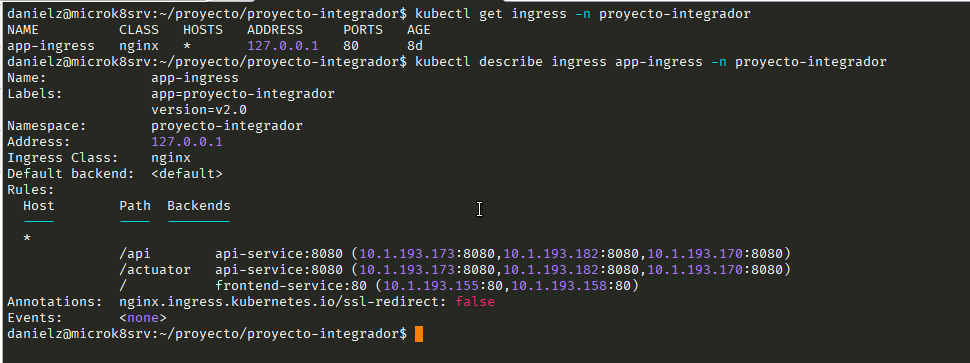 danielz@microk8srv:~/proyecto/proyecto-integrador$ kubectl get ingress -n proyecto-integrador
NAME          CLASS   HOSTS   ADDRESS     PORTS   AGE
app-ingress   nginx   *       127.0.0.1   80      8d
danielz@microk8srv:~/proyecto/proyecto-integrador$ kubectl describe ingress app-ingress -n proyecto-integrador
Name:             app-ingress
Labels:           app=proyecto-integrador
                  version=v2.0
Namespace:        proyecto-integrador
Address:          127.0.0.1
Ingress Class:    nginx
Default backend:  <default>
Rules:
  Host        Path  Backends
  ----        ----  --------
  *
              /api        api-service:8080 (10.1.193.173:8080,10.1.193.182:8080,10.1.193.170:8080)
              /actuator   api-service:8080 (10.1.193.173:8080,10.1.193.182:8080,10.1.193.170:8080)
              /           frontend-service:80 (10.1.193.155:80,10.1.193.158:80)
Annotations:  nginx.ingress.kubernetes.io/ssl-redirect: false
Events:       <none>
danielz@microk8srv:~/proyecto/proyecto-integrador$